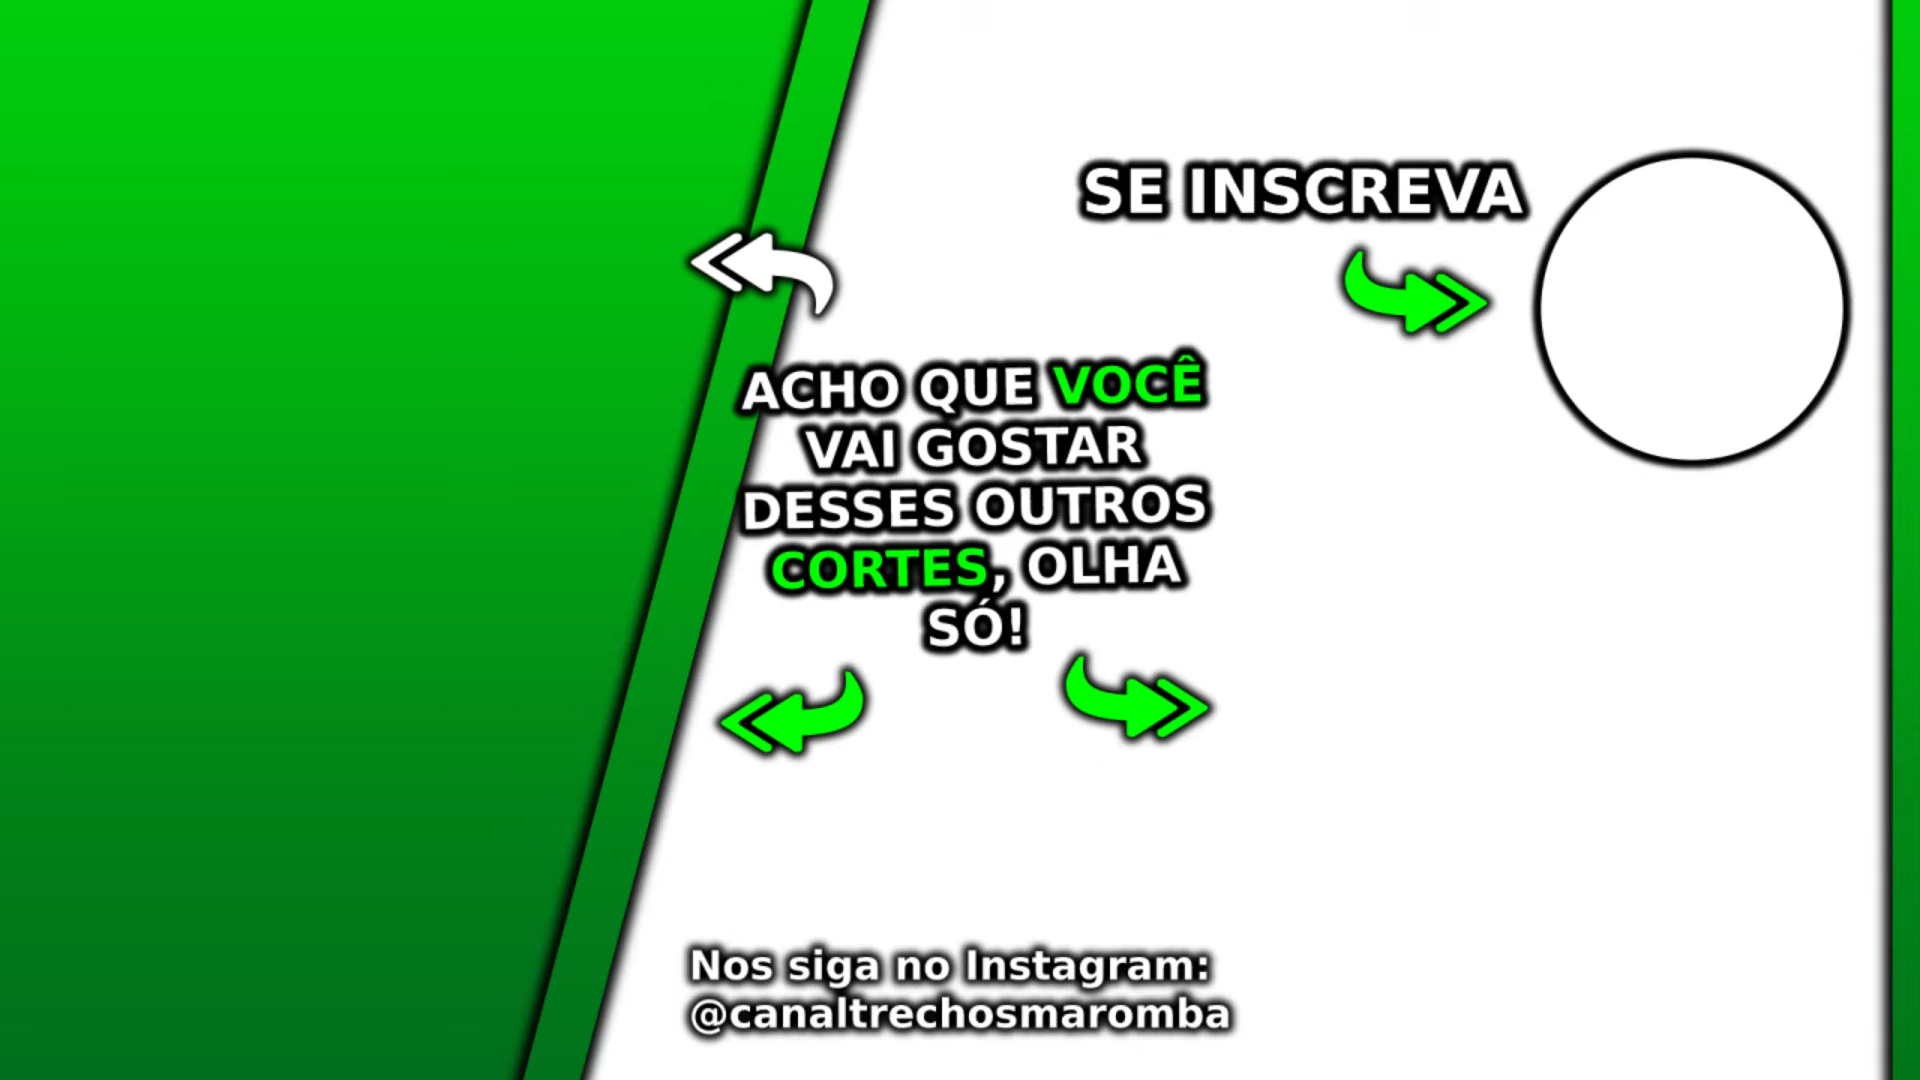 SE INSCREVA
ACHO QUE VOCÊ
VAI GOSTAR
DESSES OUTROS
CORTES, OLHA
SÓ!
Nos siga no Instagram:
@canaltrechosmaromba